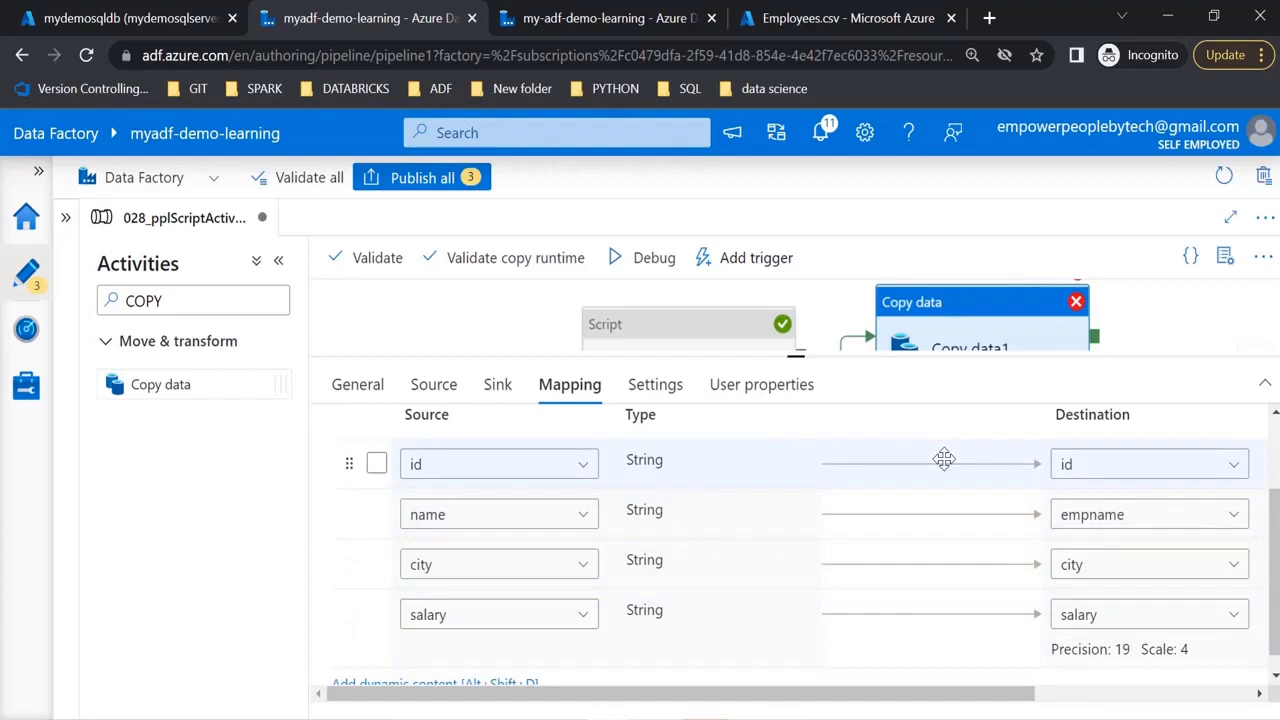 mydemosqldb (mydemosqlserve
myadf-demo-learning - Azure Da
my-adf-demo-learning - Azure D
Employees.csv - Microsoft Azure
adf.azure.com/en/authoring/pipeline/pipeline1?factory=%2Fsubscriptions%2Fc0479dfa-2f59-41d8-854e-4e42f7ec6033%2Fresour...
Incognito
Update
Version Controlling...
GIT
SPARK
DATABRICKS
ADF
New folder
PYTHON
SQL
data science
Data Factory
myadf-demo-learning
Search
11
empowerpeoplebytech@gmail.com
SELF EMPLOYED
Data Factory
Validate all
Publish all 3
028_pplScriptActiv...
Activities
COPY
Move & transform
Copy data
3
Validate
Validate copy runtime
Debug
Add trigger
Script
Copy data
Copy data1
General
Source
Sink
Mapping
Settings
User properties
Source
Type
Destination
id
String
id
name
String
empname
city
String
city
salary
String
salary
Precision: 19 Scale: 4
Add dynamic content [Alt+Shift+D]